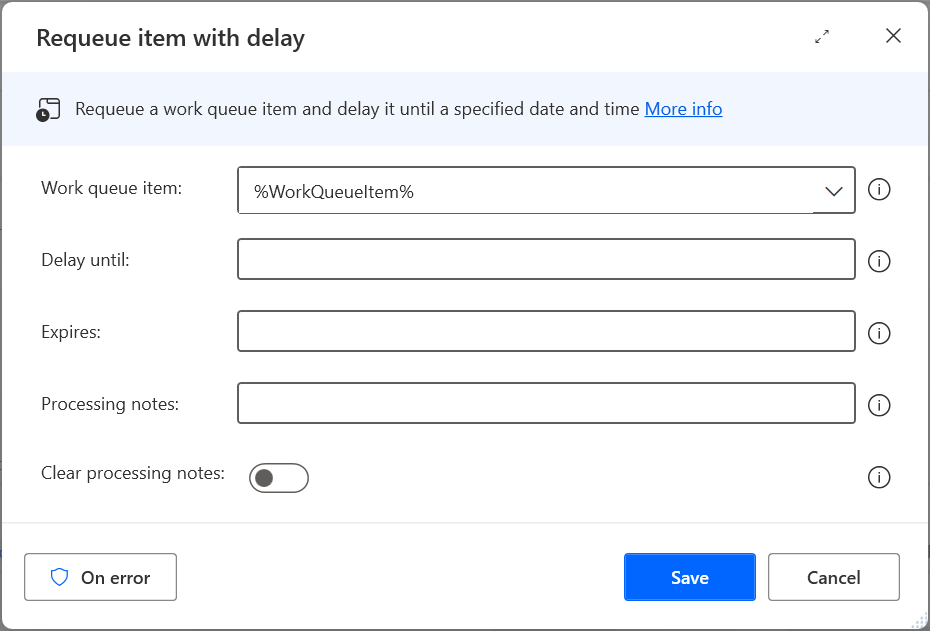 Requeue item with delay
Requeue a work queue item and delay it until a specified date and time More info
Work queue item: %WorkQueueItem%
Delay until:
Expires:
Processing notes:
Clear processing notes:
On error Save Cancel